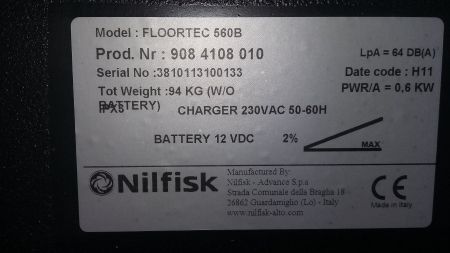 Model : FLOORTEC 560B
Prod. Nr : 908 4108 010 LpA = 64 DB(A)
Serial No :3810113100133 Date code : H11
Tot Weight :94 KG (W/O PWR/A = 0,6 KW
BATTERY)
IPX3 CHARGER 230VAC 50-60H
BATTERY 12 VDC 2%
MAX
Nilfisk
Manufactured By:
Nilfisk - Advance S.p.a
Strada Comunale della Braglia 18
26862 Guardamiglio (Lo) - Italy
www.nilfisk-alto.com
CE
Made in Italy